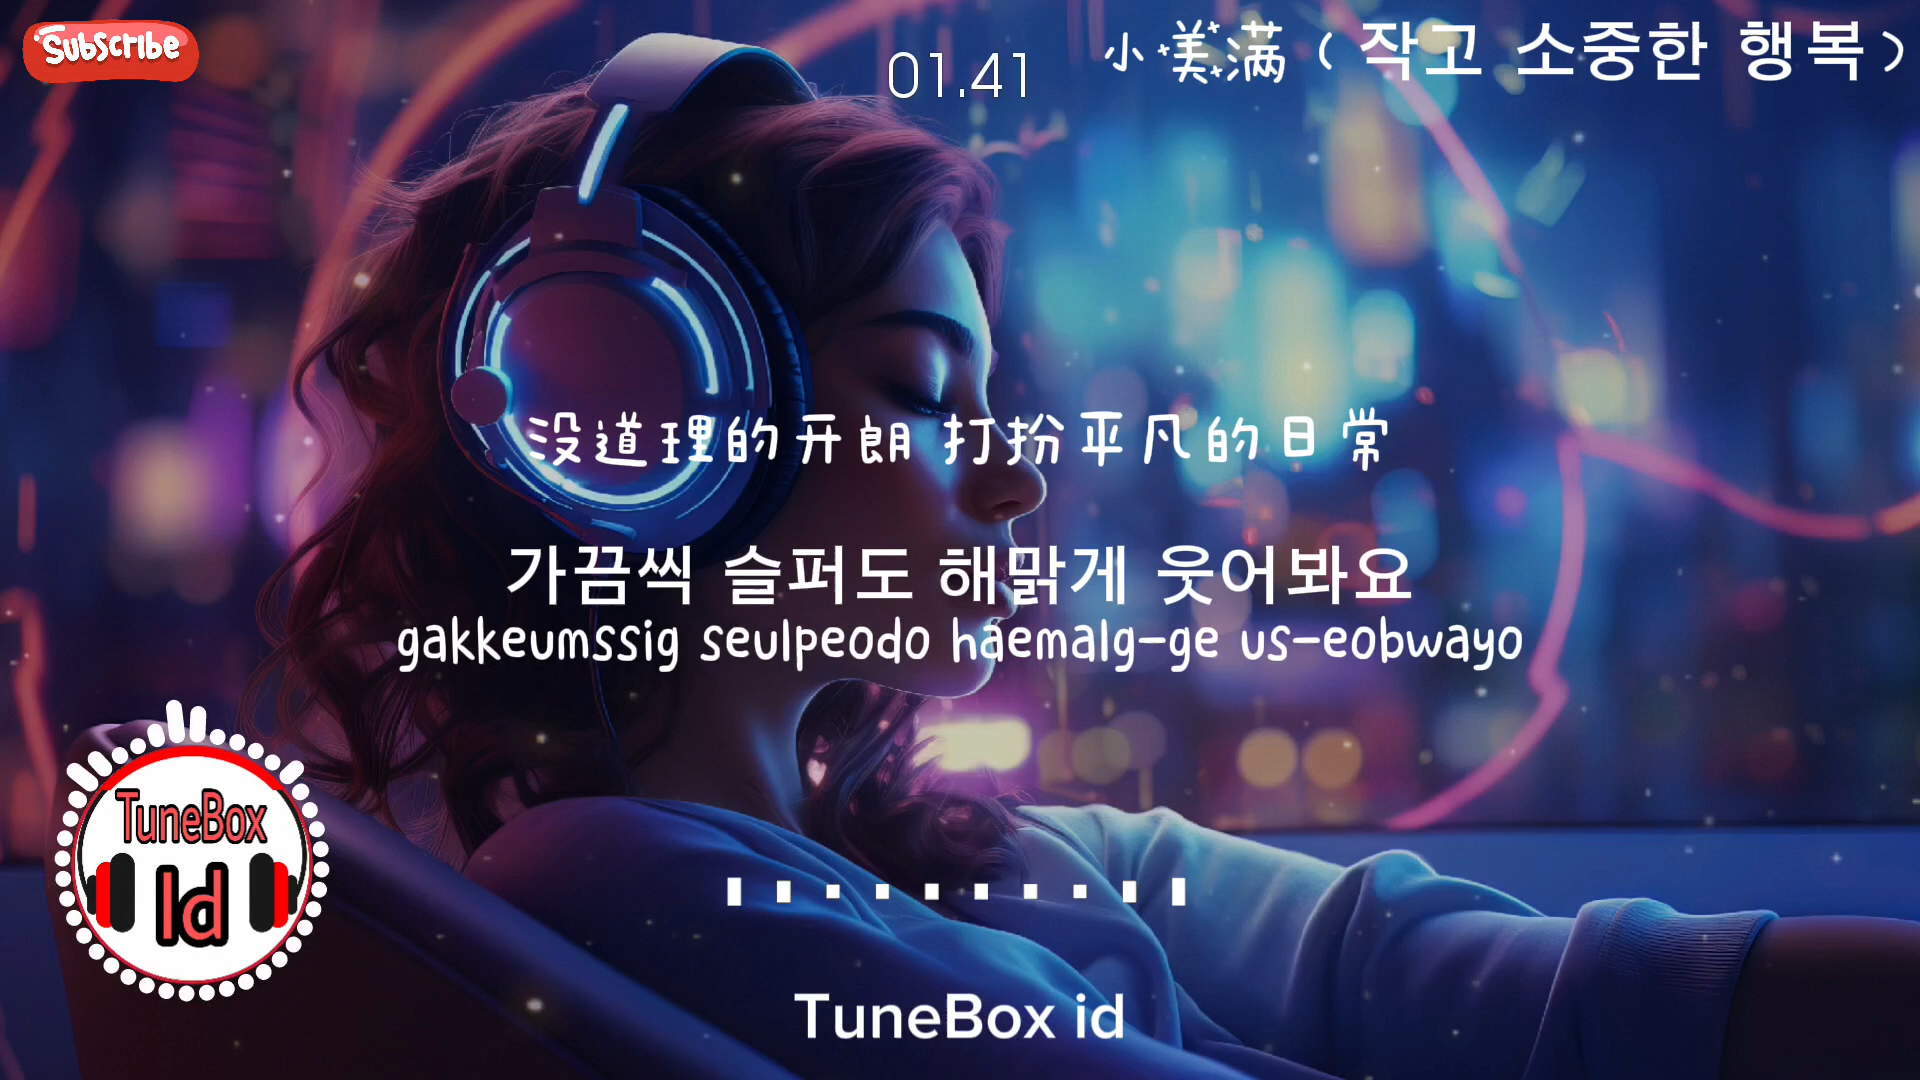 Subscribe
01.41
小美满（작고 소중한 행복）
没道理的开朗 打扮平凡的日常
가끔씩 슬퍼도 해맑게 웃어봐요
gakkeumssig seulpeodo haemalg-ge us-eobwayo
TuneBox
Id
TuneBox id